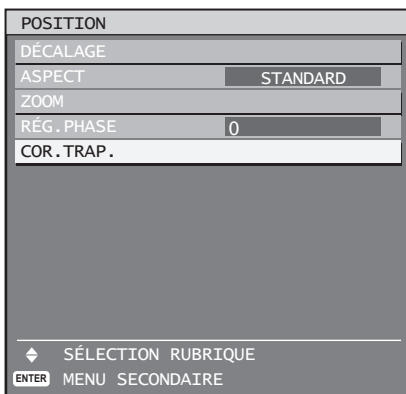 POSITION
DÉCALAGE
ASPECT STANDARD
ZOOM
RÉG.PHASE 0
COR.TRAP.
SÉLECTION RUBRIQUE
ENTER MENU SECONDAIRE